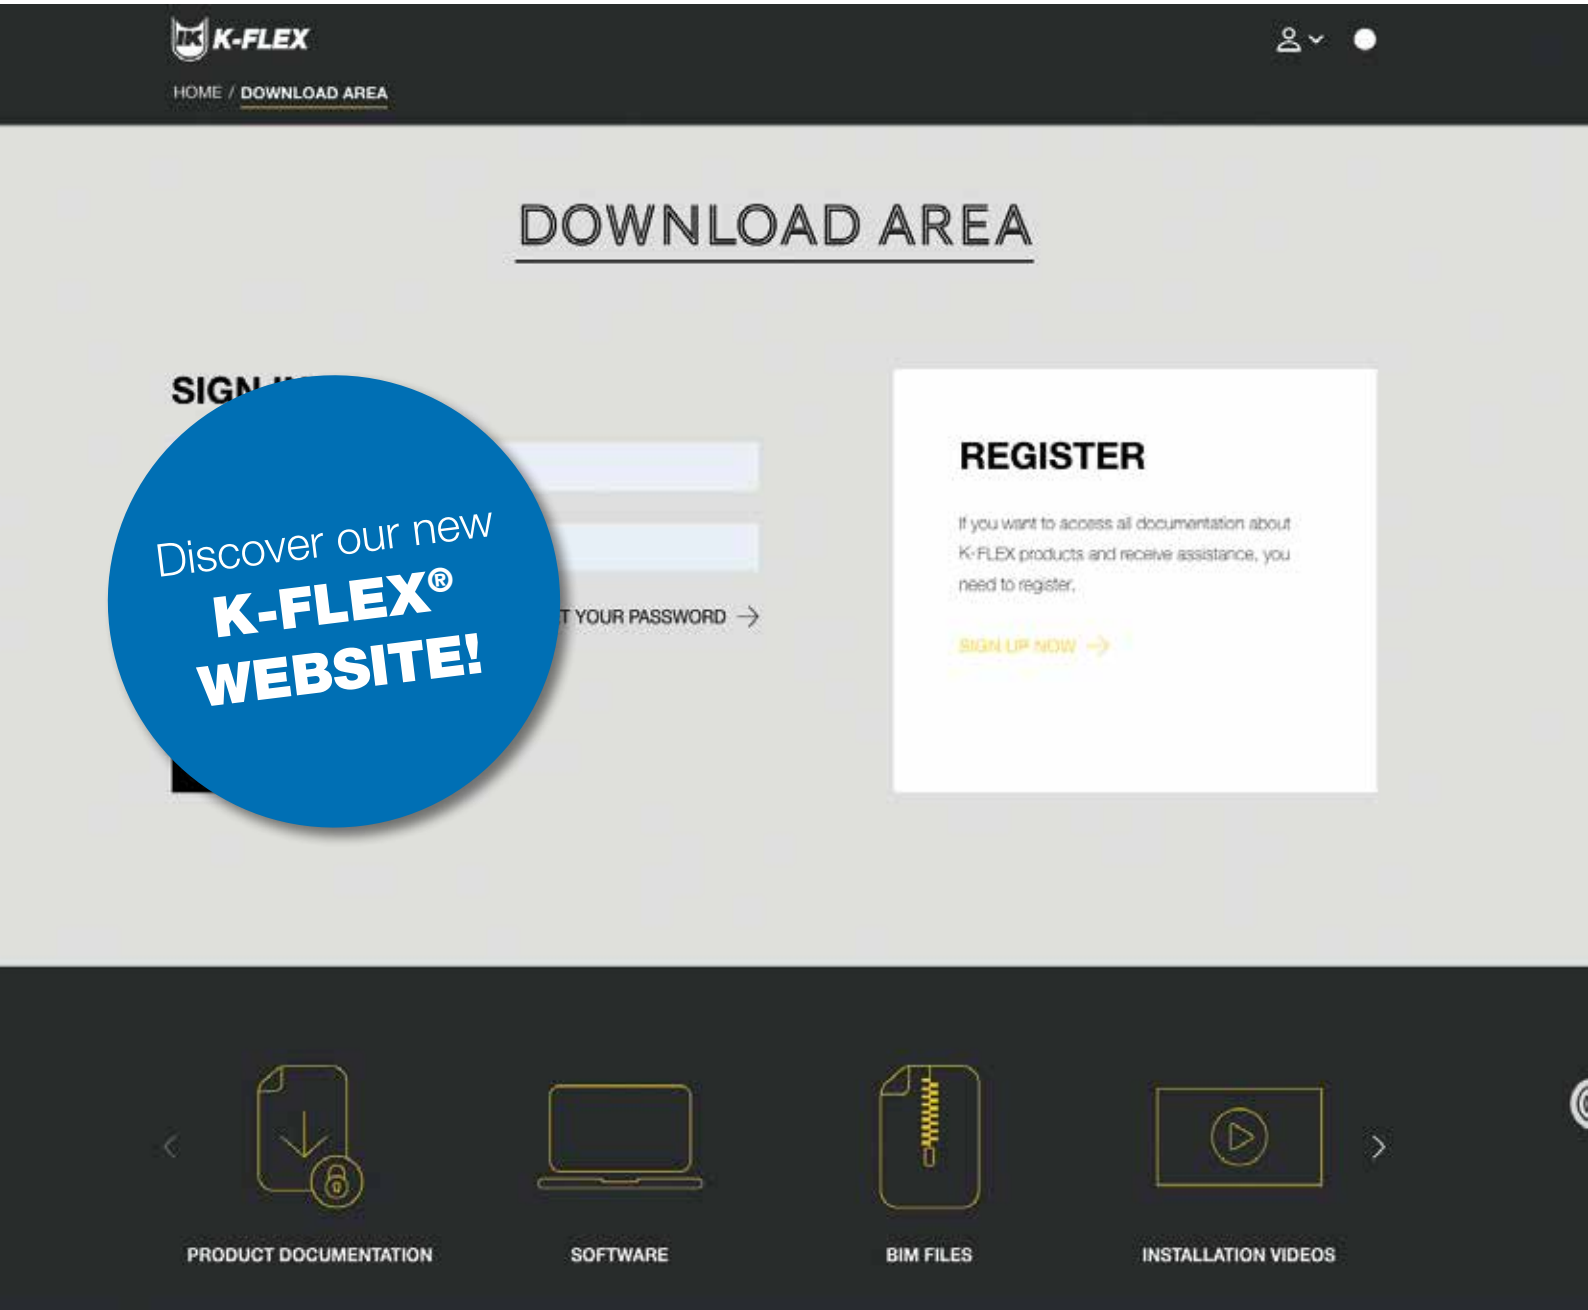 K-FLEX
HOME / DOWNLOAD AREA
DOWNLOAD AREA
SIGN
Discover our new
K-FLEX®
WEBSITE!
YOUR PASSWORD
REGISTER
If you want to access all documentation about
K-FLEX products and receive assistance, you
need to register.
SIGN UP NOW
PRODUCT DOCUMENTATION
SOFTWARE
BIM FILES
INSTALLATION VIDEOS